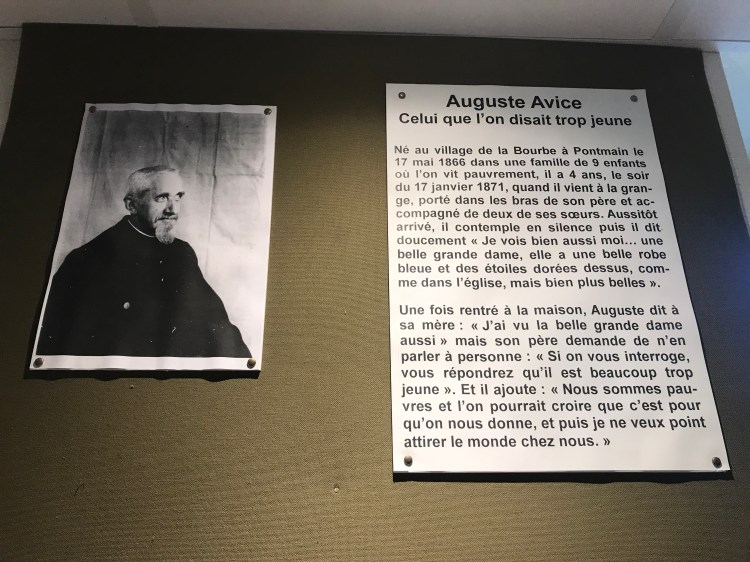 Auguste Avice
Celui que l'on disait trop jeune
Né au village de la Bourbe à Pontmain le
17 mai 1866 dans une famille de 9 enfants
où l'on vit pauvrement, il a 4 ans, le soir
du 17 janvier 1871, quand il vient à la gran-
ge, porté dans les bras de son père et ac-
compagné de deux de ses sœurs. Aussitôt
arrivé, il contemple en silence puis il dit
doucement « Je vois bien aussi moi... une
belle grande dame, elle a une belle robe
bleue et des étoiles dorées dessus, com-
me dans l'église, mais bien plus belles ».
Une fois rentré à la maison, Auguste dit à
sa mère : « J'ai vu la belle grande dame
aussi » mais son père demande de n'en
parler à personne : « Si on vous interroge,
vous répondrez qu'il est beaucoup trop
jeune ». Et il ajoute : « Nous sommes pau-
vres et l'on pourrait croire que c'est pour
qu'on nous donne, et puis je ne veux point
attirer le monde chez nous. »